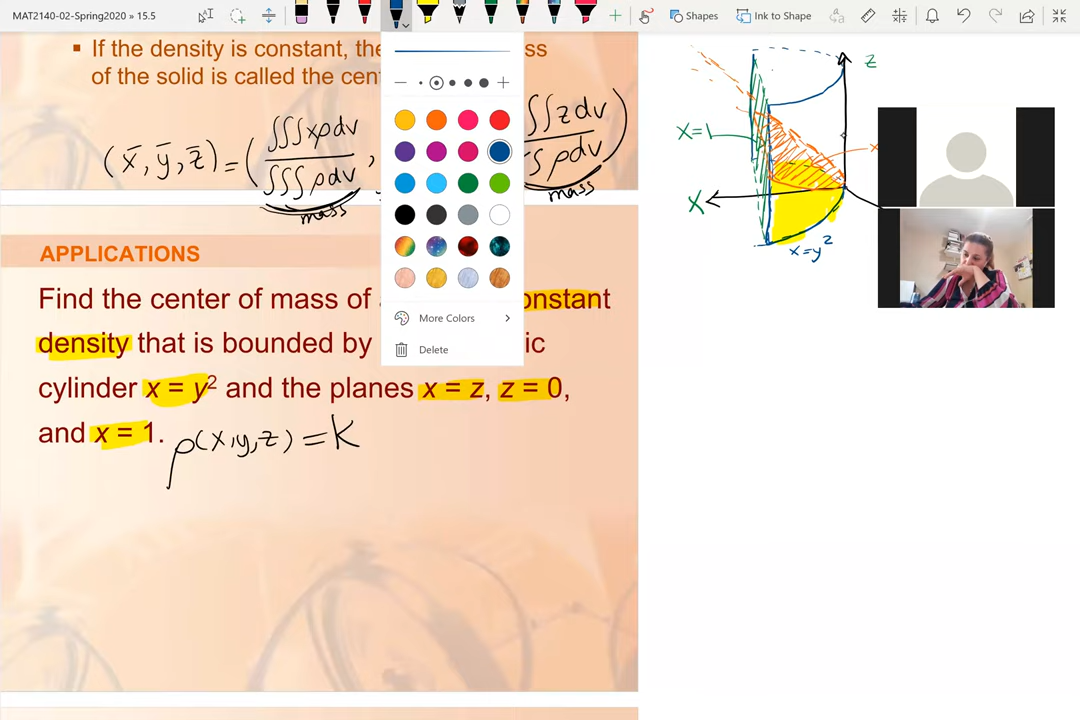 MAT2140-02-Spring2020 » 15.5
Shapes
Ink to Shape
▪ If the density is constant, the
ss
of the solid is called the cen
(x̄, ȳ, z̄) = ( ∫∫∫ xρdv
∫∫∫ ρdv ,
mass
∫∫ z dv
∫ ρdv )
mass
More Colors
Delete
APPLICATIONS
Find the center of mass of
onstant
density that is bounded by
ic
cylinder x = y² and the planes x = z, z = 0,
and x = 1.
ρ(x,y,z) = K
z
x=1
x
X
x=y²